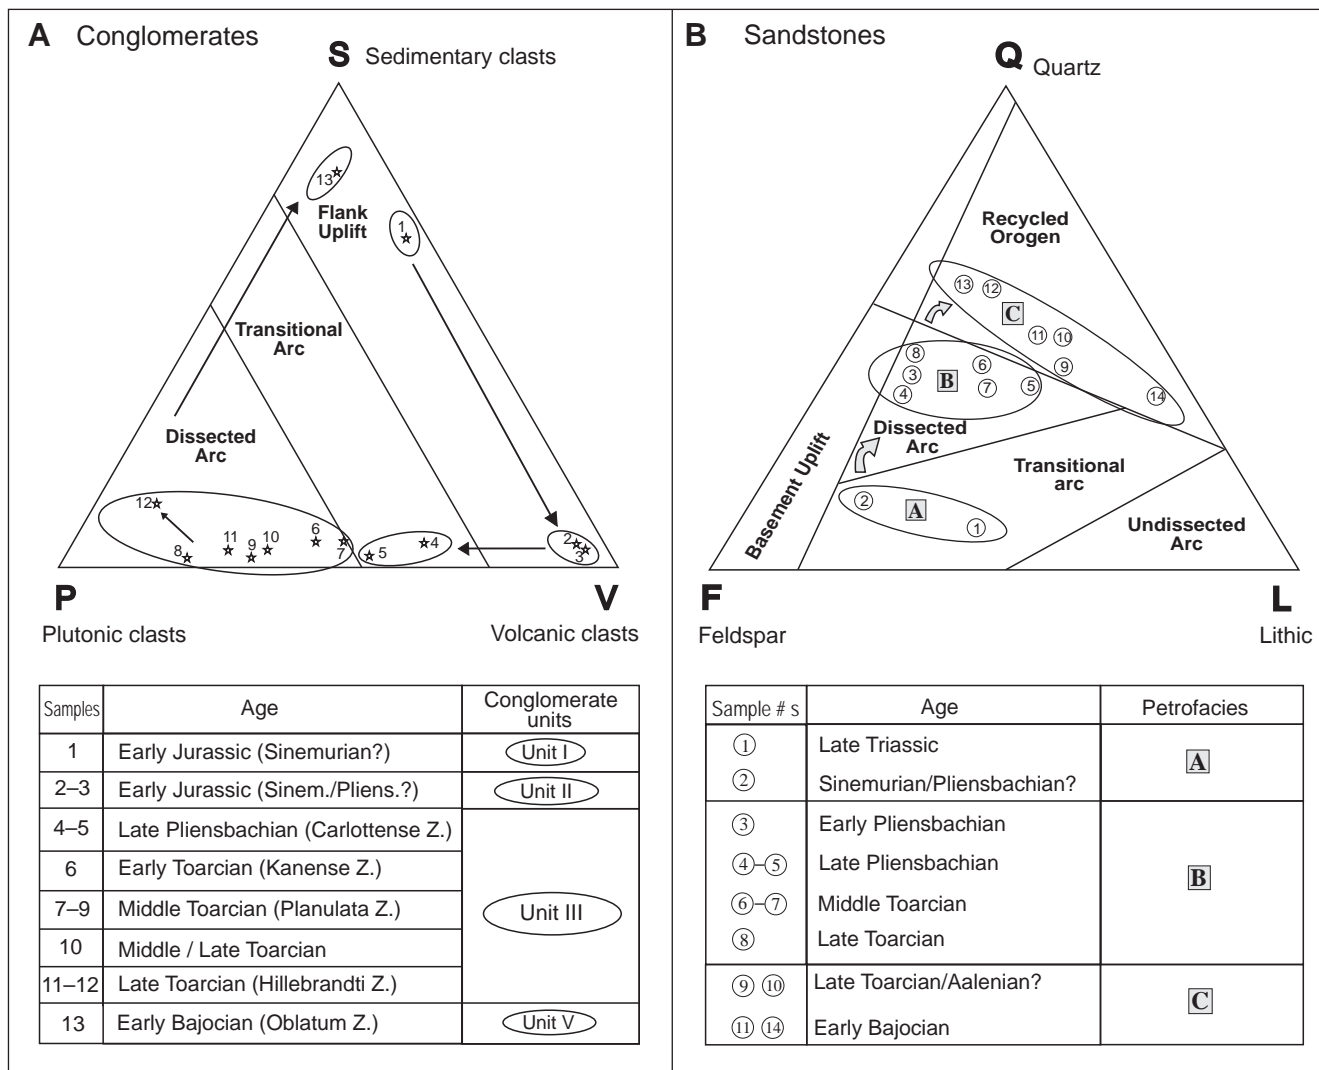 A Conglomerates
S Sedimentary clasts
13
Flank
Uplift
1
Transitional
Arc
Dissected
Arc
12
8
11
9
10
6
7
5
4
2
3
P
V
Plutonic clasts
Volcanic clasts
Samples Age Conglomerate units
1 Early Jurassic (Sinemurian?) Unit I
2–3 Early Jurassic (Sinem./Pliens.?) Unit II
4–5 Late Pliensbachian (Carlottense Z.)
6 Early Toarcian (Kanense Z.)
7–9 Middle Toarcian (Planulata Z.) Unit III
10 Middle / Late Toarcian
11–12 Late Toarcian (Hillebrandti Z.)
13 Early Bajocian (Oblatum Z.) Unit V
B Sandstones
Q Quartz
Recycled
Orogen
13
12
C
11
10
9
14
8
3
4
B
6
7
5
Dissected
Arc
Basement Uplift
Transitional
arc
2
A
1
Undissected
Arc
F
L
Feldspar
Lithic
Sample # s Age Petrofacies
1 Late Triassic A
2 Sinemurian/Pliensbachian?
3 Early Pliensbachian
4–5 Late Pliensbachian B
6–7 Middle Toarcian
8 Late Toarcian
9 10 Late Toarcian/Aalenian? C
11 14 Early Bajocian